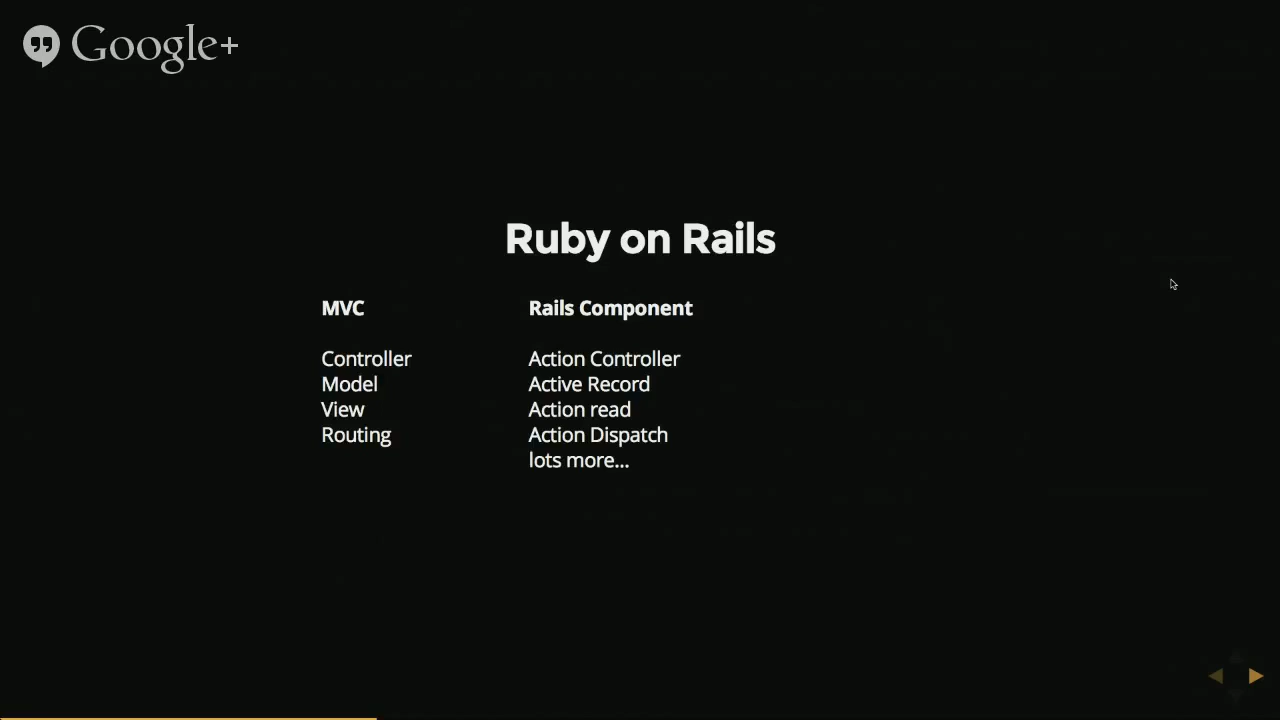 Google+
Ruby on Rails
MVC Rails Component
Controller Action Controller
Model Active Record
View Action read
Routing Action Dispatch
lots more...